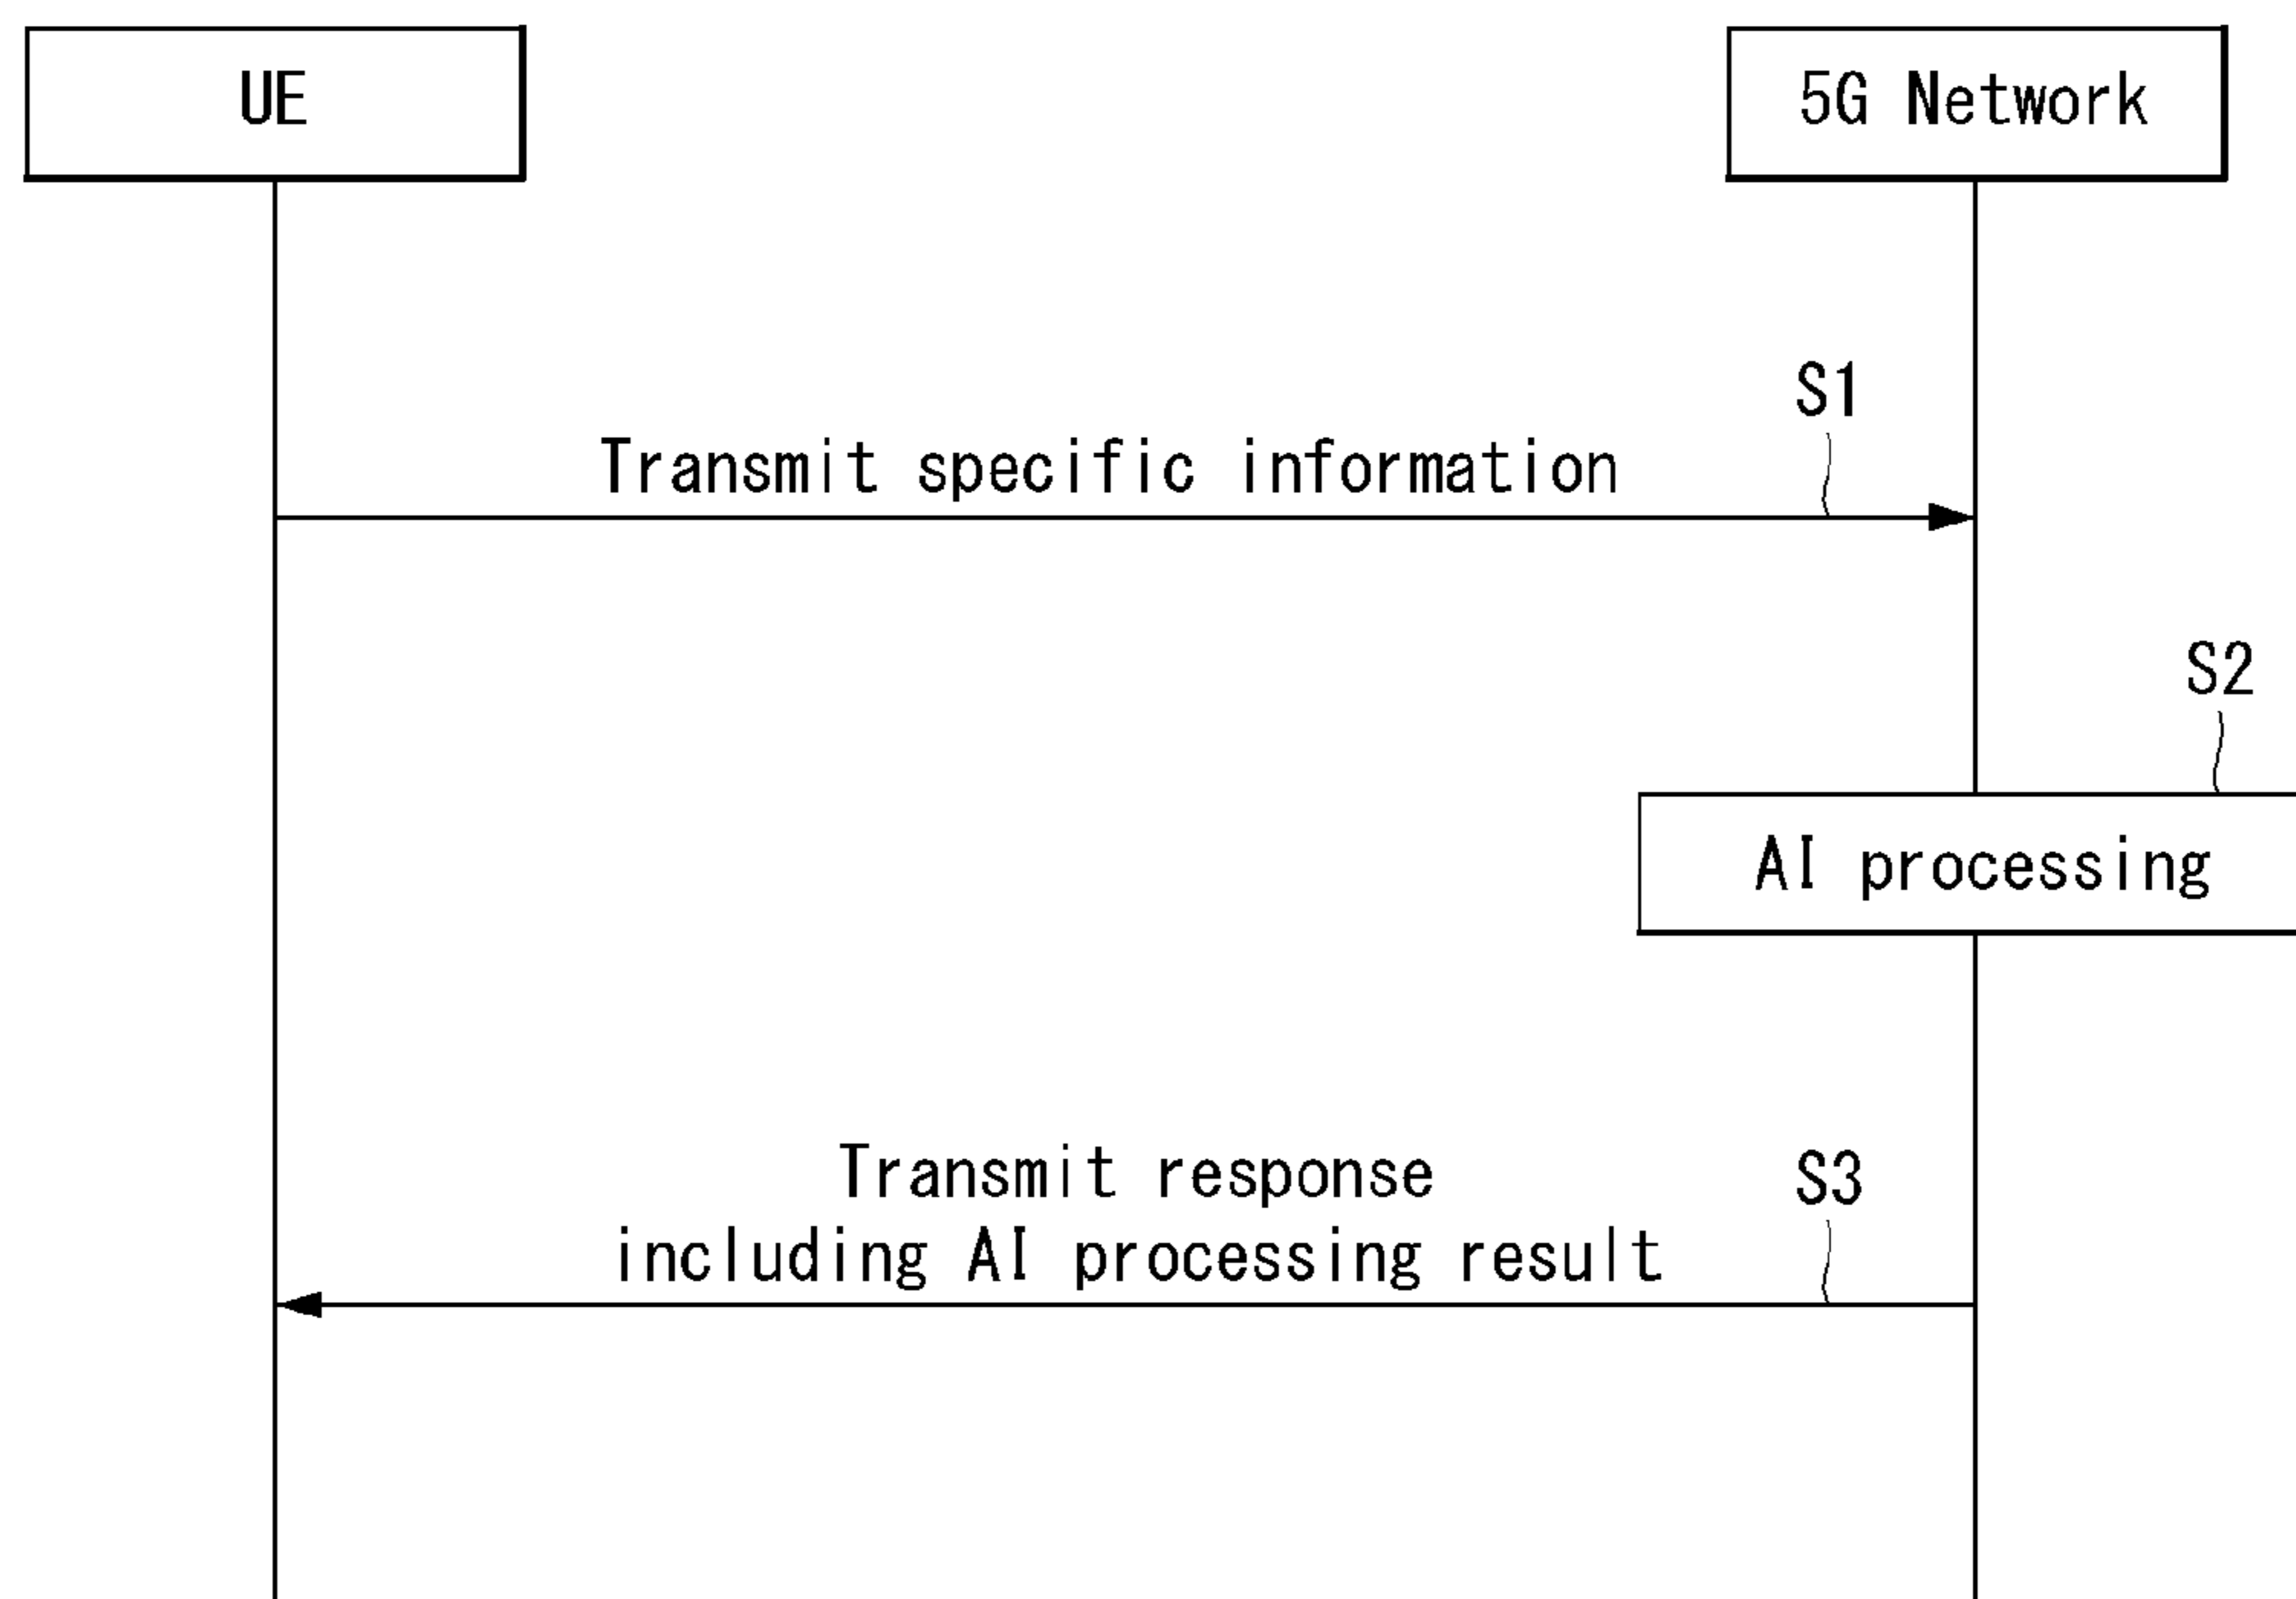 UE
5G Network
S1
Transmit specific information
S2
AI processing
Transmit response
S3
including AI processing result